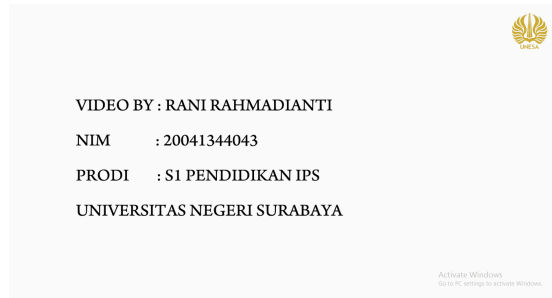 UNESA
VIDEO BY : RANI RAHMADIANTI
NIM : 20041344043
PRODI : S1 PENDIDIKAN IPS
UNIVERSITAS NEGERI SURABAYA
Activate Windows
Go to PC settings to activate Windows.